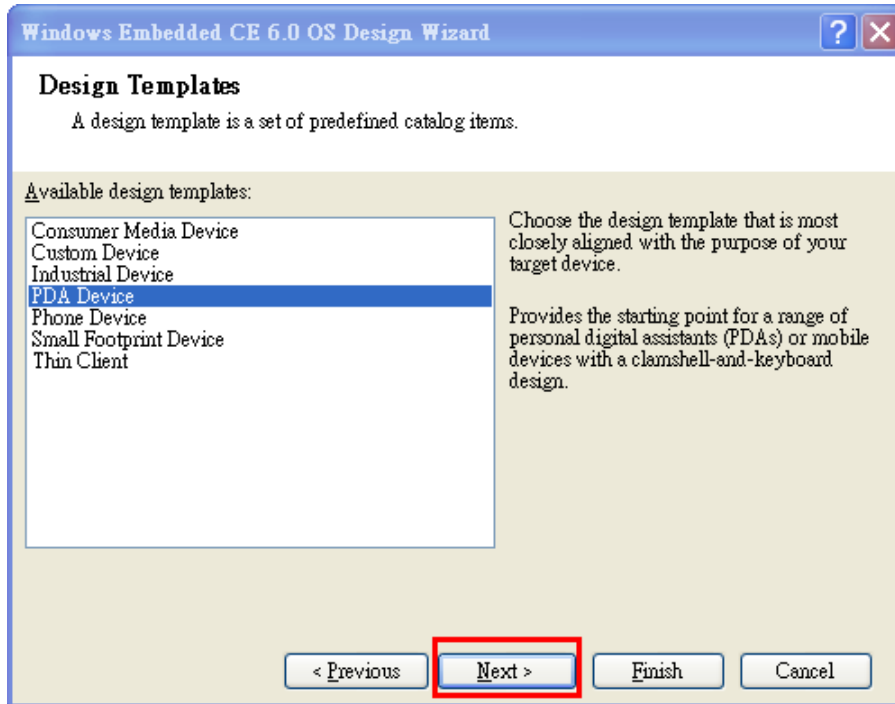 Windows Embedded CE 6.0 OS Design Wizard
?
Design Templates
A design template is a set of predefined catalog items.
Available design templates:
Consumer Media Device
Custom Device
Industrial Device
PDA Device
Phone Device
Small Footprint Device
Thin Client
Choose the design template that is most
closely aligned with the purpose of your
target device.
Provides the starting point for a range of
personal digital assistants (PDAs) or mobile
devices with a clamshell-and-keyboard
design.
< Previous
Next >
Finish
Cancel